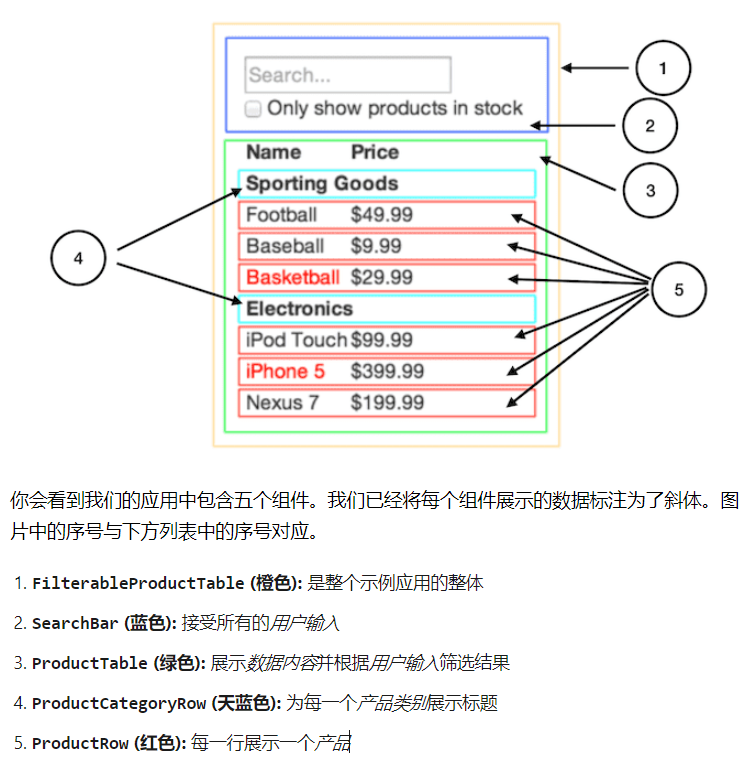 Search...
1
Only show products in stock
2
Name Price
3
Sporting Goods
Football $49.99
Baseball $9.99
4
Basketball $29.99
5
Electronics
iPod Touch $99.99
iPhone 5 $399.99
Nexus 7 $199.99
你会看到我们的应用中包含五个组件。我们已经将每个组件展示的数据标注为了斜体。图
片中的序号与下方列表中的序号对应。
1. FilterableProductTable (橙色): 是整个示例应用的整体
2. SearchBar (蓝色): 接受所有的用户输入
3. ProductTable (绿色): 展示数据内容并根据用户输入筛选结果
4. ProductCategoryRow (天蓝色): 为每一个产品类别展示标题
5. ProductRow (红色): 每一行展示一个产品